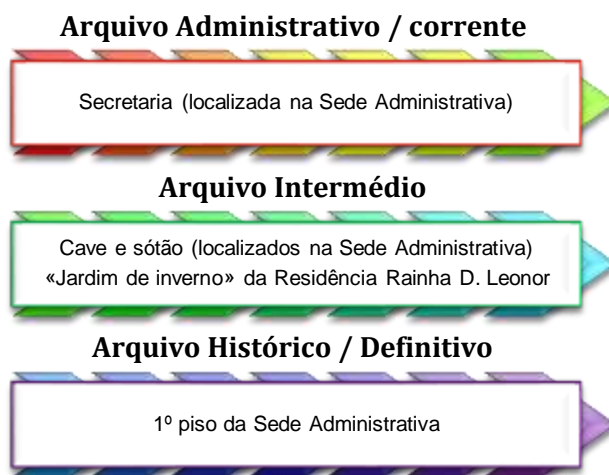 Arquivo Administrativo / corrente
Secretaria (localizada na Sede Administrativa)
Arquivo Intermédio
Cave e sótão (localizados na Sede Administrativa)
«Jardim de inverno» da Residência Rainha D. Leonor
Arquivo Histórico / Definitivo
1º piso da Sede Administrativa